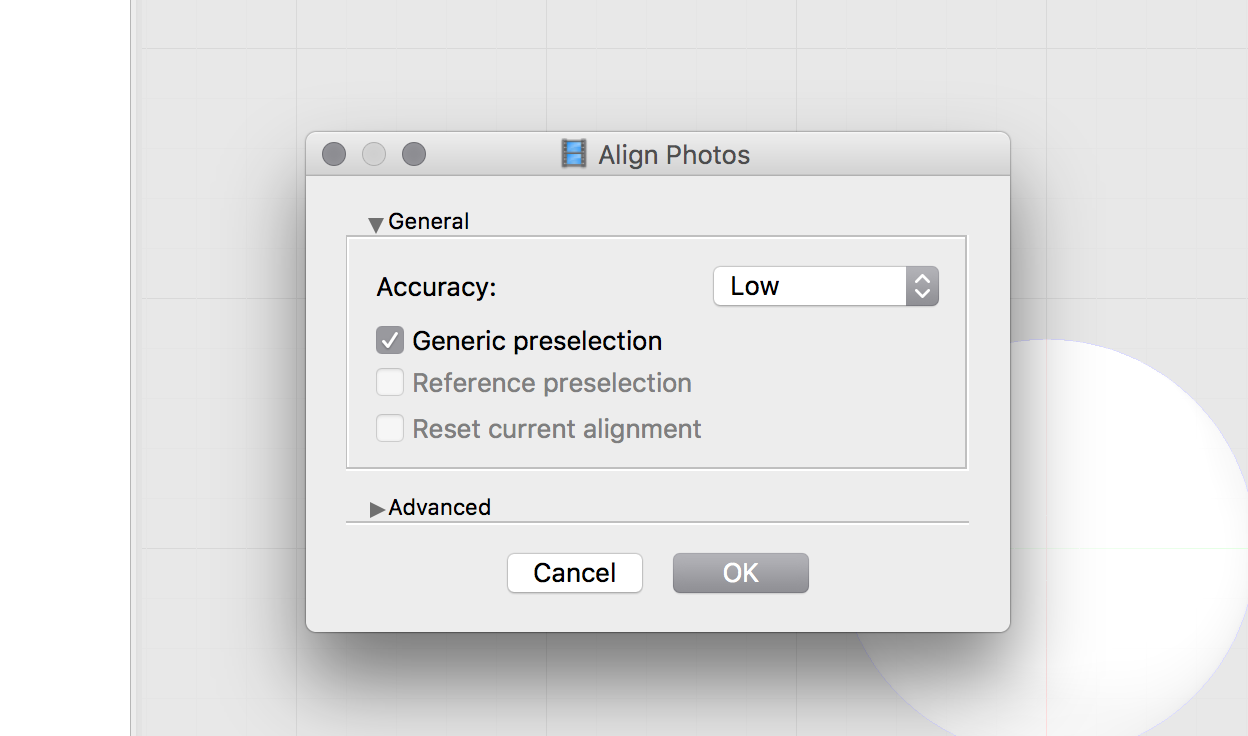 Align Photos
General
Accuracy: Low
Generic preselection
Reference preselection
Reset current alignment
Advanced
Cancel OK